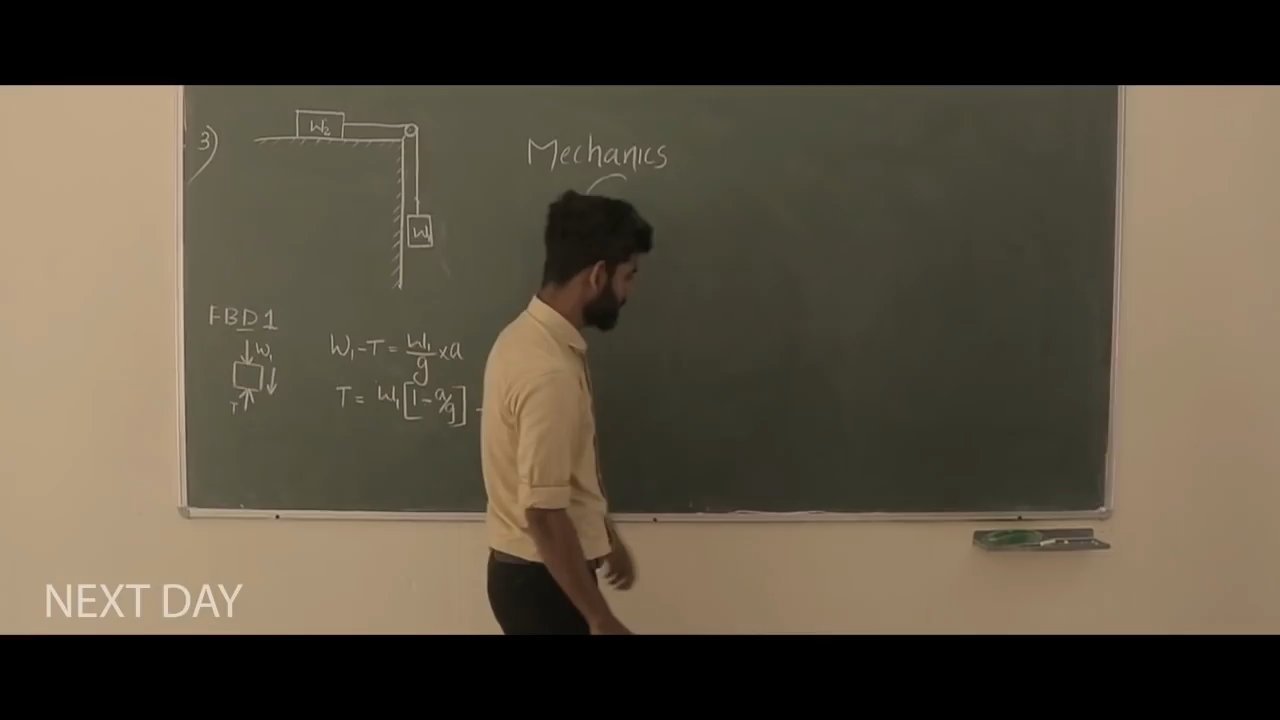 3)
W₂
Mechanics
W₁
FBD 1
W₁
T
W₁-T = W₁/g × a
T = W₁[1 - a/g]
NEXT DAY